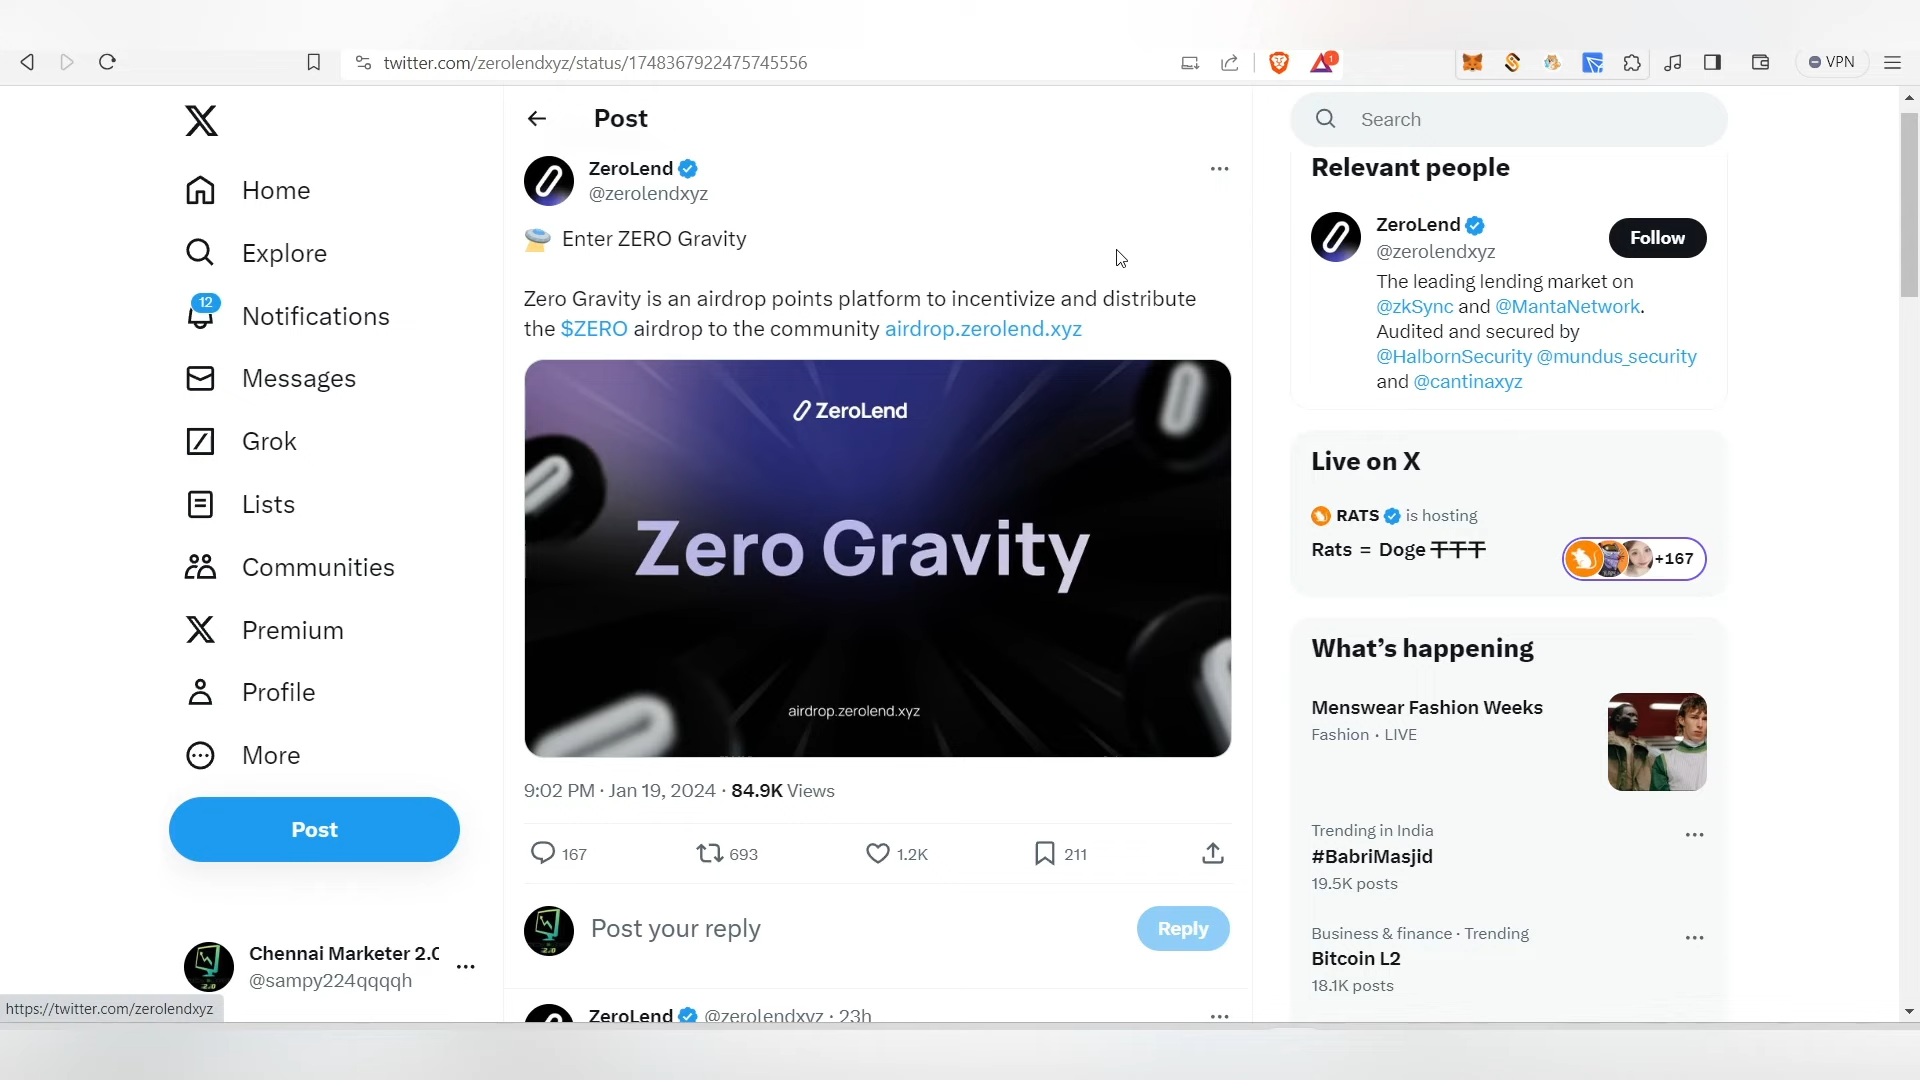 twitter.com/zerolendxyz/status/1748367922475745556
1
VPN
Home
Explore
12
Notifications
Messages
Grok
Lists
Communities
Premium
Profile
More
Post
Chennai Marketer 2.0
@sampy224qqqqh
https://twitter.com/zerolendxyz
Post
ZeroLend
@zerolendxyz
Enter ZERO Gravity
Zero Gravity is an airdrop points platform to incentivize and distribute
the $ZERO airdrop to the community airdrop.zerolend.xyz
ZeroLend
Zero Gravity
airdrop.zerolend.xyz
9:02 PM · Jan 19, 2024 · 84.9K Views
167
693
1.2K
211
Post your reply
Reply
ZeroLend @zerolendxyz · 23h
Search
Relevant people
ZeroLend
@zerolendxyz
Follow
The leading lending market on
@zkSync and @MantaNetwork.
Audited and secured by
@HalbornSecurity @mundus_security
and @cantinaxyz
Live on X
RATS is hosting
Rats = Doge 干干干
+167
What’s happening
Menswear Fashion Weeks
Fashion · LIVE
Trending in India
#BabriMasjid
19.5K posts
Business & finance · Trending
Bitcoin L2
18.1K posts